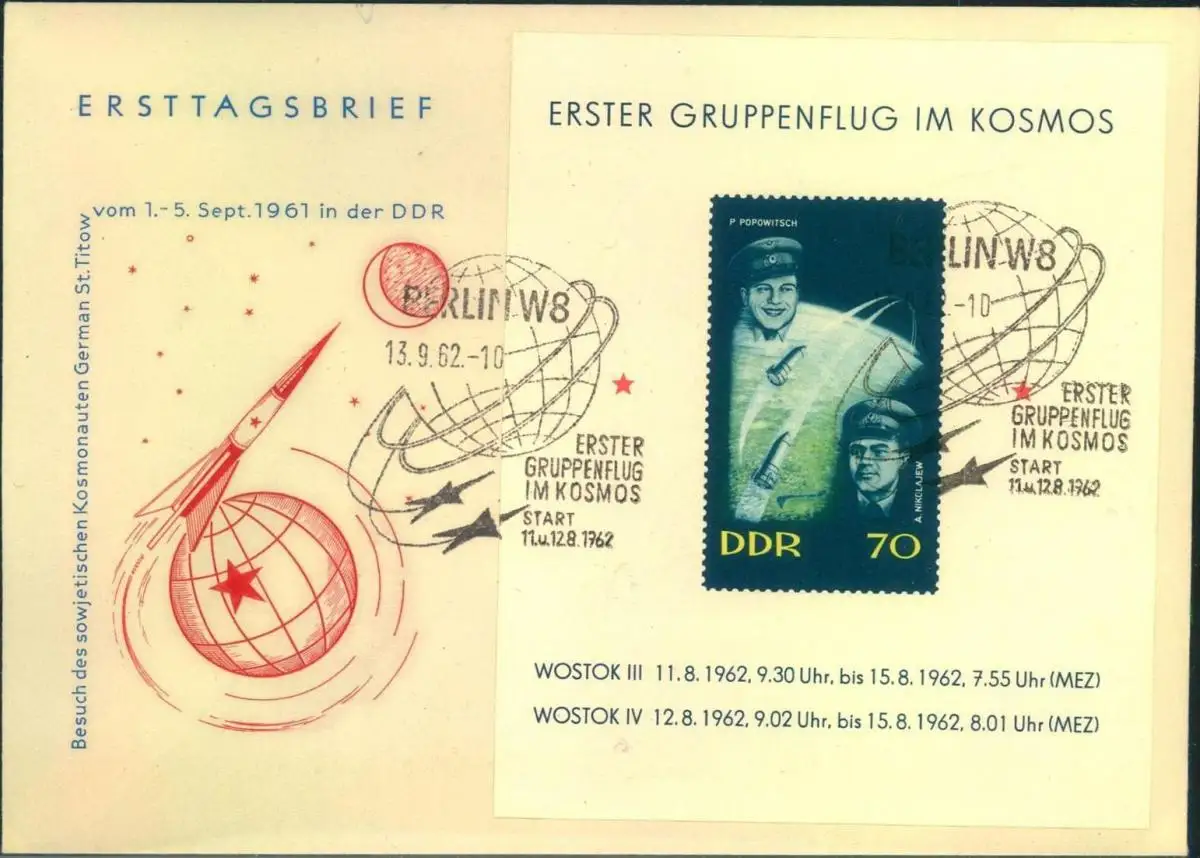 ERSTTAGSBRIEF
vom 1.-5. Sept. 1961 in der DDR
Besuch des sowjetischen Kosmonauten German St. Titow
BERLIN W8
13.9.62.-10
ERSTER
GRUPPENFLUG
IM KOSMOS
START
11.u.12.8.1962
ERSTER GRUPPENFLUG IM KOSMOS
P. POPOWITSCH
A. NIKOLAJEW
DDR 70
BERLIN W8
.62.-10
ERSTER
GRUPPENFLUG
IM KOSMOS
START
11.u.12.8.1962
WOSTOK III 11.8.1962, 9.30 Uhr, bis 15.8.1962, 7.55 Uhr (MEZ)
WOSTOK IV 12.8.1962, 9.02 Uhr, bis 15.8.1962, 8.01 Uhr (MEZ)